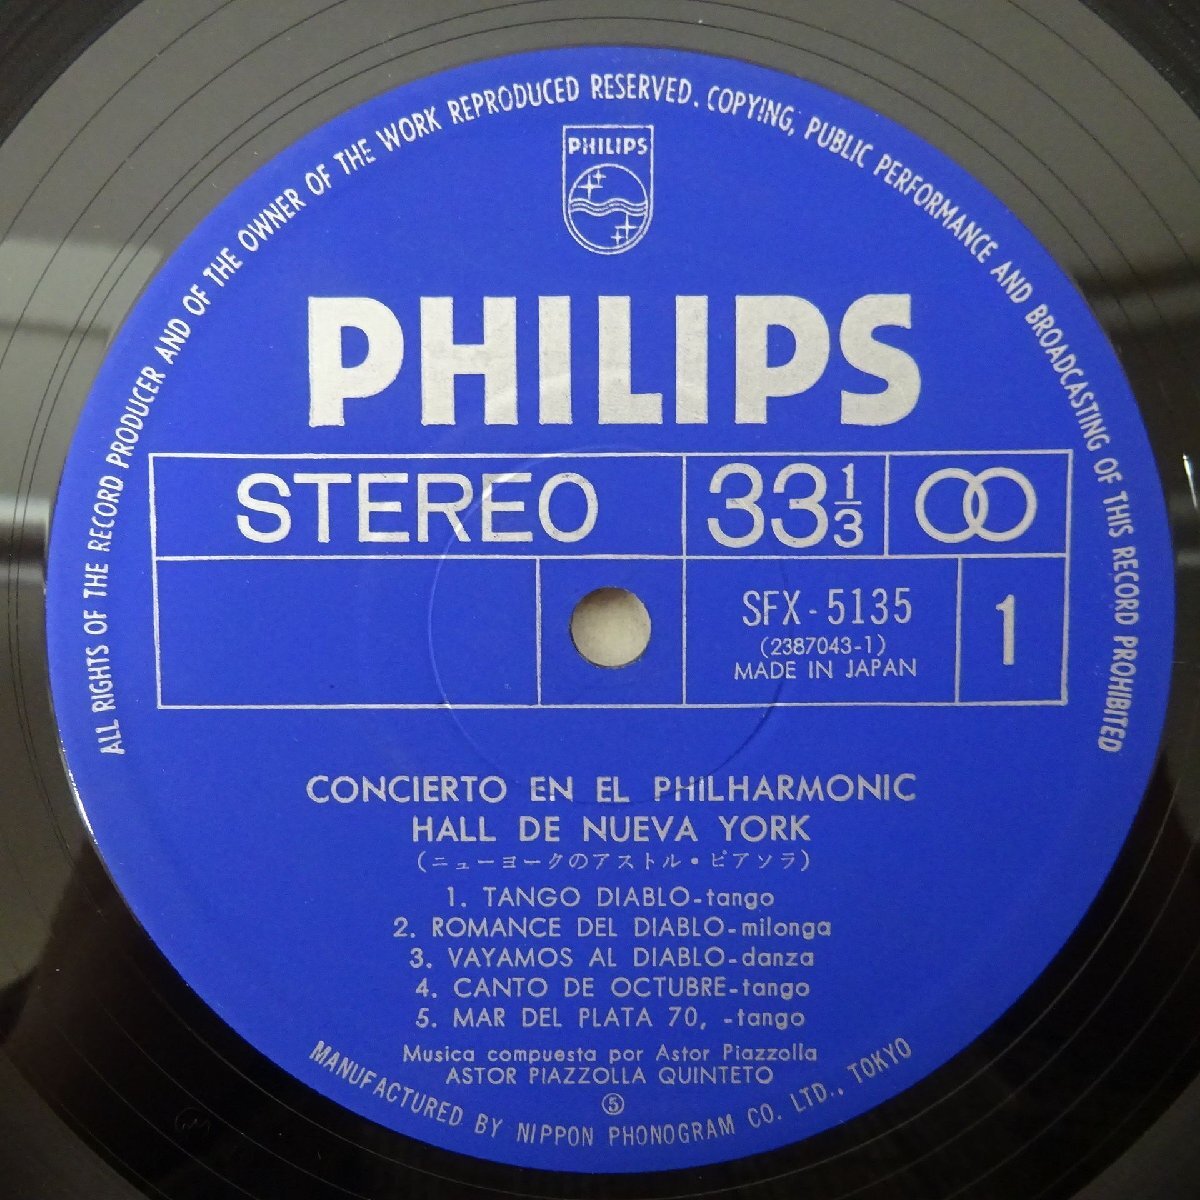 ALL RIGHTS OF THE RECORD PRODUCER AND OF THE OWNER OF THE WORK REPRODUCED RESERVED. COPYING, PUBLIC PERFORMANCE AND BROADCASTING OF THIS RECORD PROHIBITED
PHILIPS
PHILIPS
STEREO
33 1/3
SFX-5135
(2387043-1)
MADE IN JAPAN
1
CONCIERTO EN EL PHILHARMONIC
HALL DE NUEVA YORK
(ニューヨークのアストル・ピアソラ)
1. TANGO DIABLO-tango
2. ROMANCE DEL DIABLO-milonga
3. VAYAMOS AL DIABLO-danza
4. CANTO DE OCTUBRE-tango
5. MAR DEL PLATA 70, -tango
Musica compuesta por Astor Piazzolla
ASTOR PIAZZOLLA QUINTETO
⑤
MANUFACTURED BY NIPPON PHONOGRAM CO. LTD., TOKYO